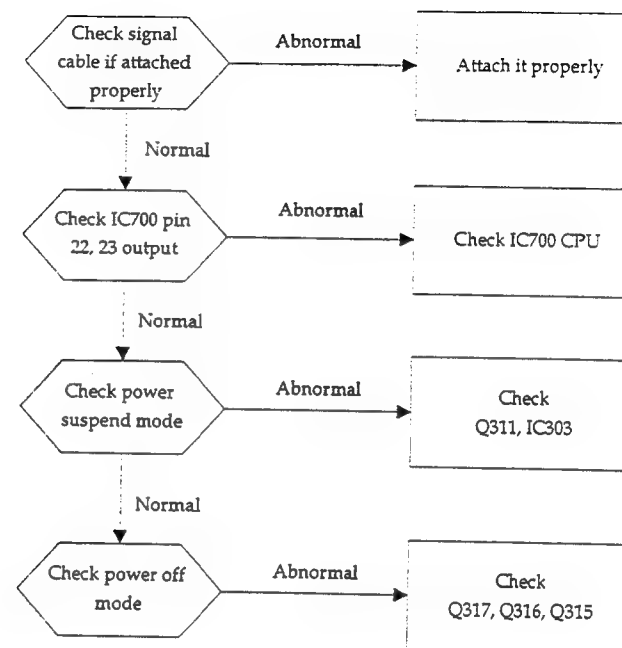 Check signal
cable if attached
properly
Abnormal
Attach it properly
Normal
Check IC700 pin
22, 23 output
Abnormal
Check IC700 CPU
Normal
Check power
suspend mode
Abnormal
Check
Q311, IC303
Normal
Check power off
mode
Abnormal
Check
Q317, Q316, Q315